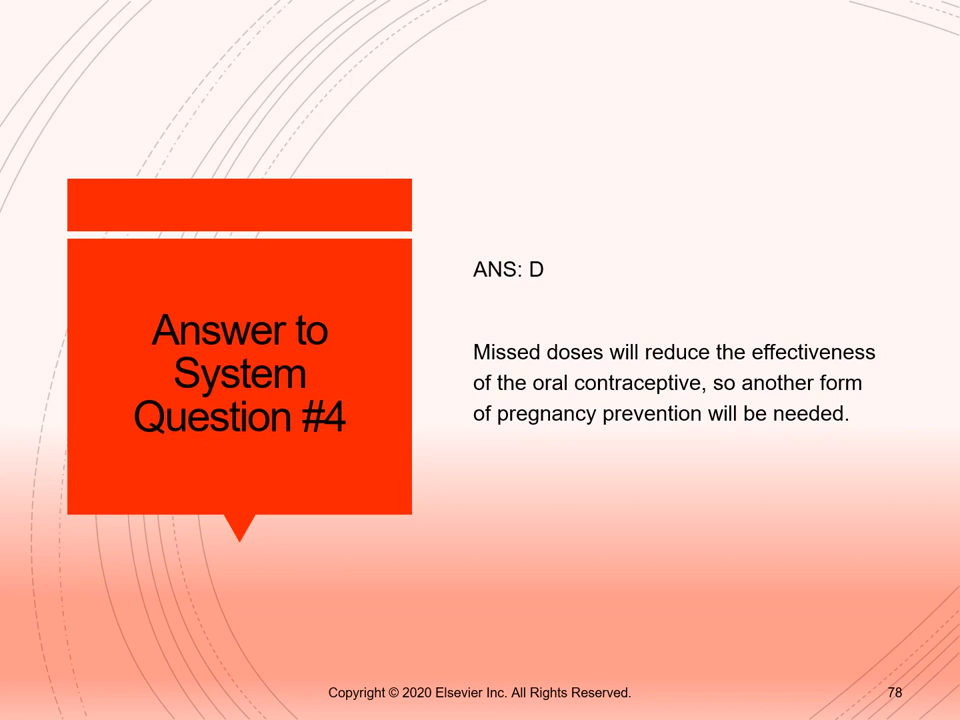 Answer to
System
Question #4
ANS: D
Missed doses will reduce the effectiveness
of the oral contraceptive, so another form
of pregnancy prevention will be needed.
Copyright © 2020 Elsevier Inc. All Rights Reserved.
78